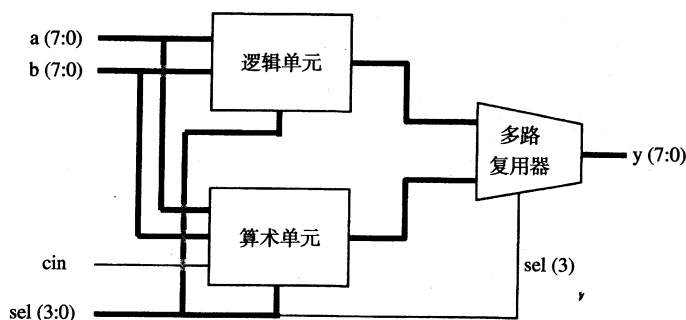 a (7:0)
b (7:0)
逻辑单元
多路
复用器
y (7:0)
算术单元
cin
sel (3)
sel (3:0)